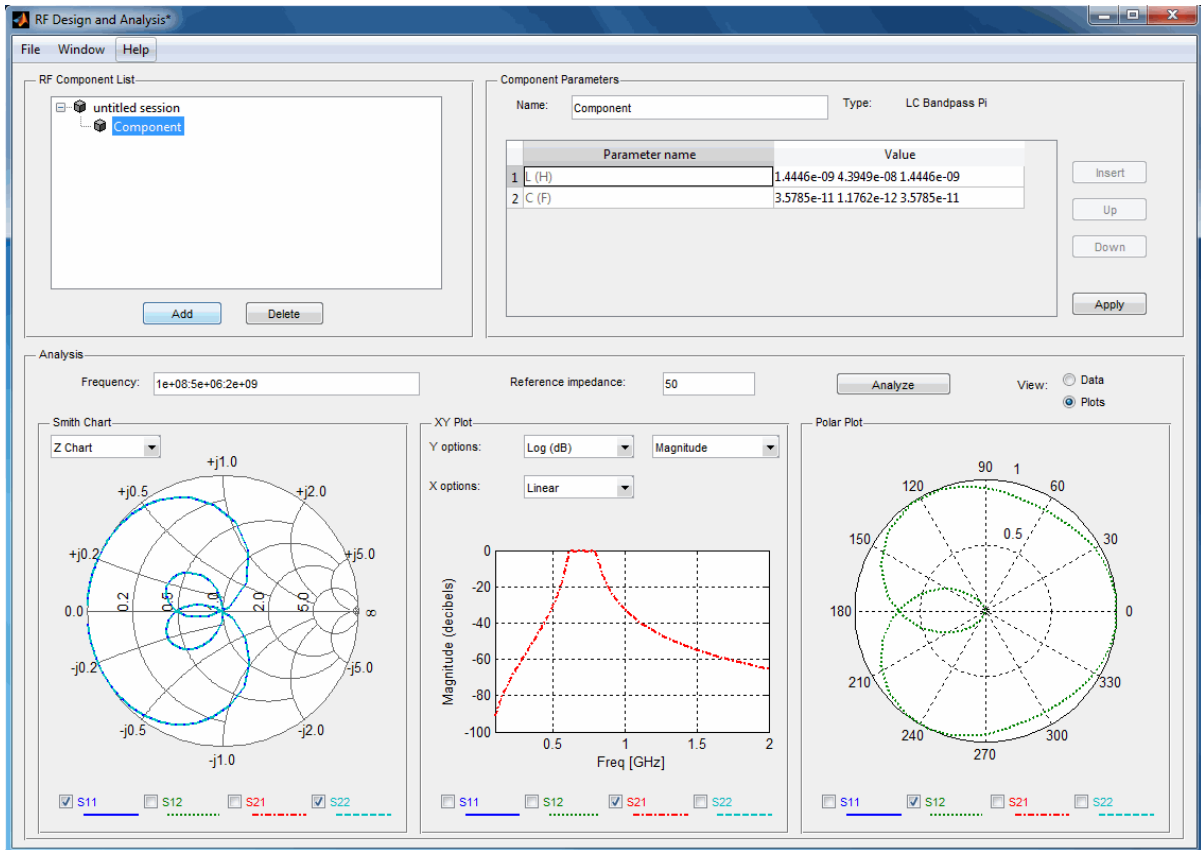 RF Design and Analysis*
File Window Help
RF Component List
untitled session
Component
Add Delete
Component Parameters
Name: Component Type: LC Bandpass Pi
Parameter name Value
1 L (H) 1.4446e-09 4.3949e-08 1.4446e-09
2 C (F) 3.5785e-11 1.1762e-12 3.5785e-11
Insert
Up
Down
Apply
Analysis
Frequency: 1e+08:5e+06:2e+09 Reference impedance: 50 Analyze View: Data
Plots
Smith Chart
Z Chart
+j1.0
+j0.5 +j2.0
+j0.2 +j5.0
0.0 0.2 0.5 1.0 2.0 5.0 ∞
-j0.2 -j5.0
-j0.5 -j2.0
-j1.0
S11 S12 S21 S22
XY Plot
Y options: Log (dB) Magnitude
X options: Linear
Magnitude (decibels)
0
-20
-40
-60
-80
-100
0.5 1 1.5 2
Freq [GHz]
S11 S12 S21 S22
Polar Plot
90 1
120 60
150 0.5 30
180 0
210 330
240 300
270
S11 S12 S21 S22